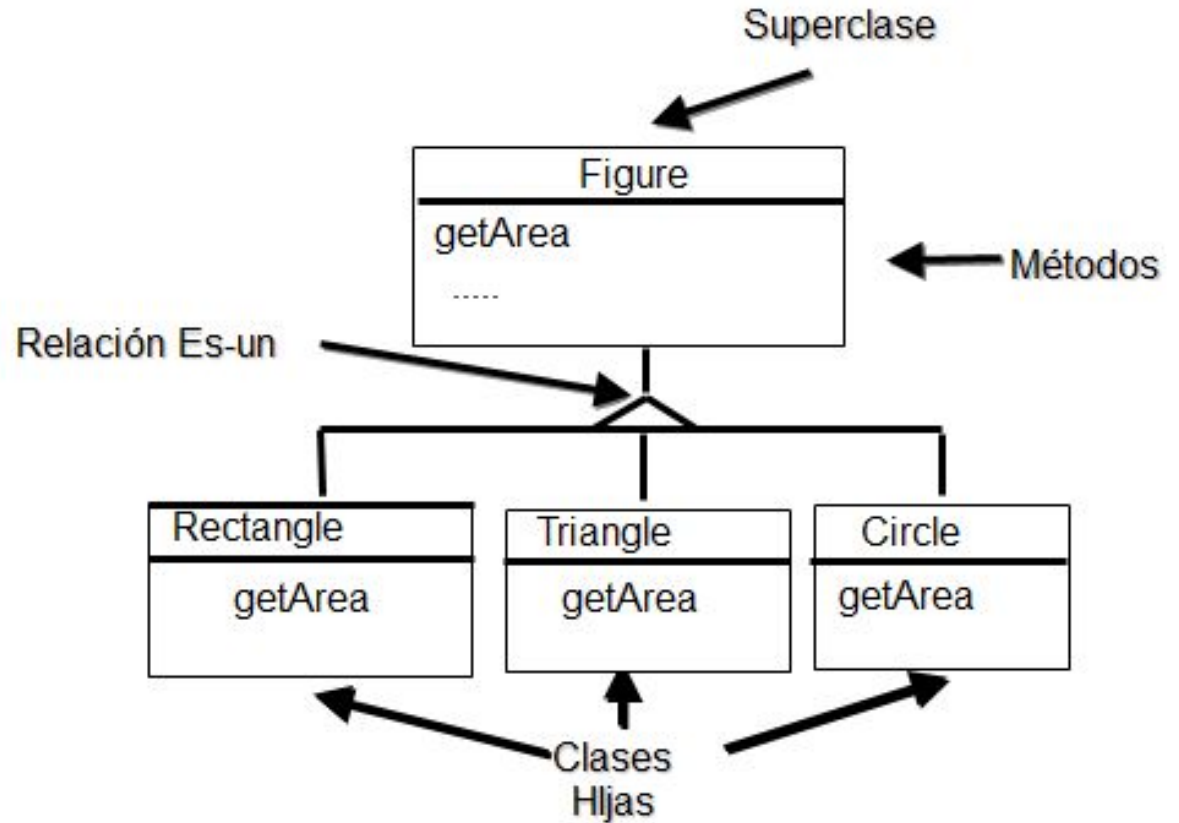 Superclase
Figure
getArea
.....
Métodos
Relación Es-un
Rectangle
getArea
Triangle
getArea
Circle
getArea
Clases
HIjas